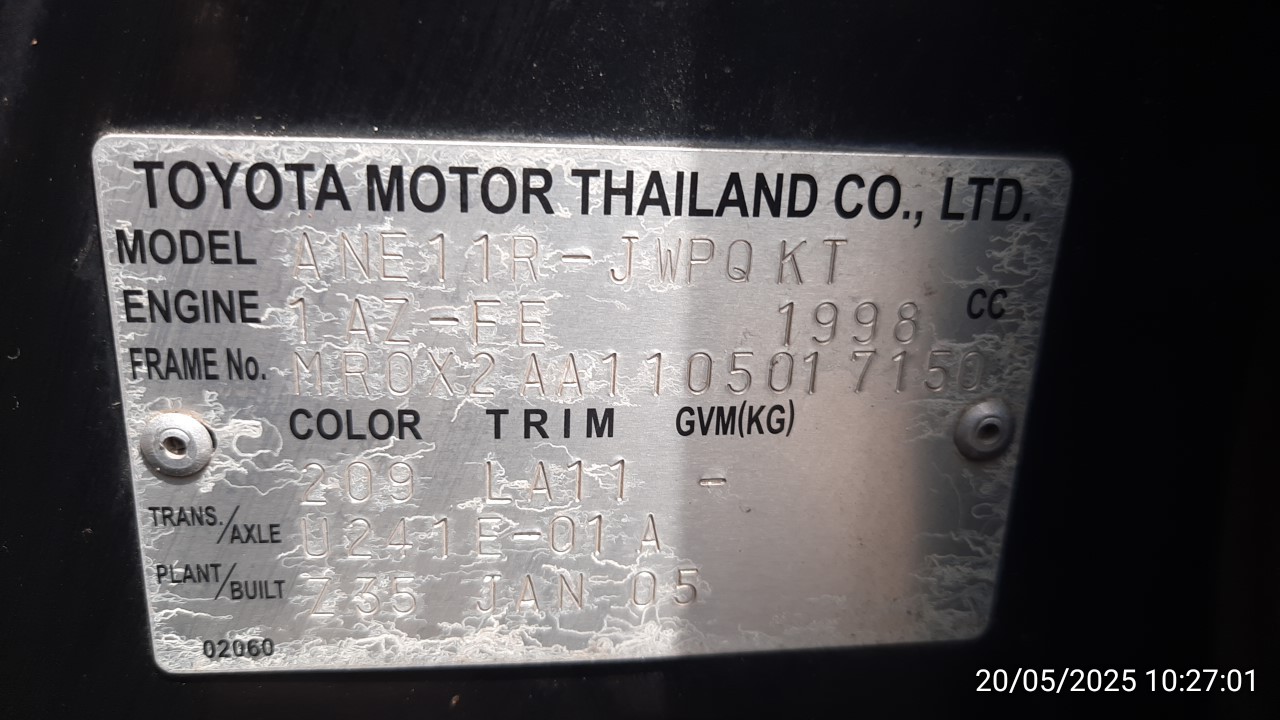 TOYOTA MOTOR THAILAND CO., LTD.
MODEL ANE11R-JWPQKT
ENGINE 1AZ-FE 1998 CC
FRAME No. MR0X2AA1105017150
COLOR TRIM GVM(KG)
209 LA11 -
TRANS./AXLE U241E-01A
PLANT/BUILT Z35 JAN 05
02060
20/05/2025 10:27:01